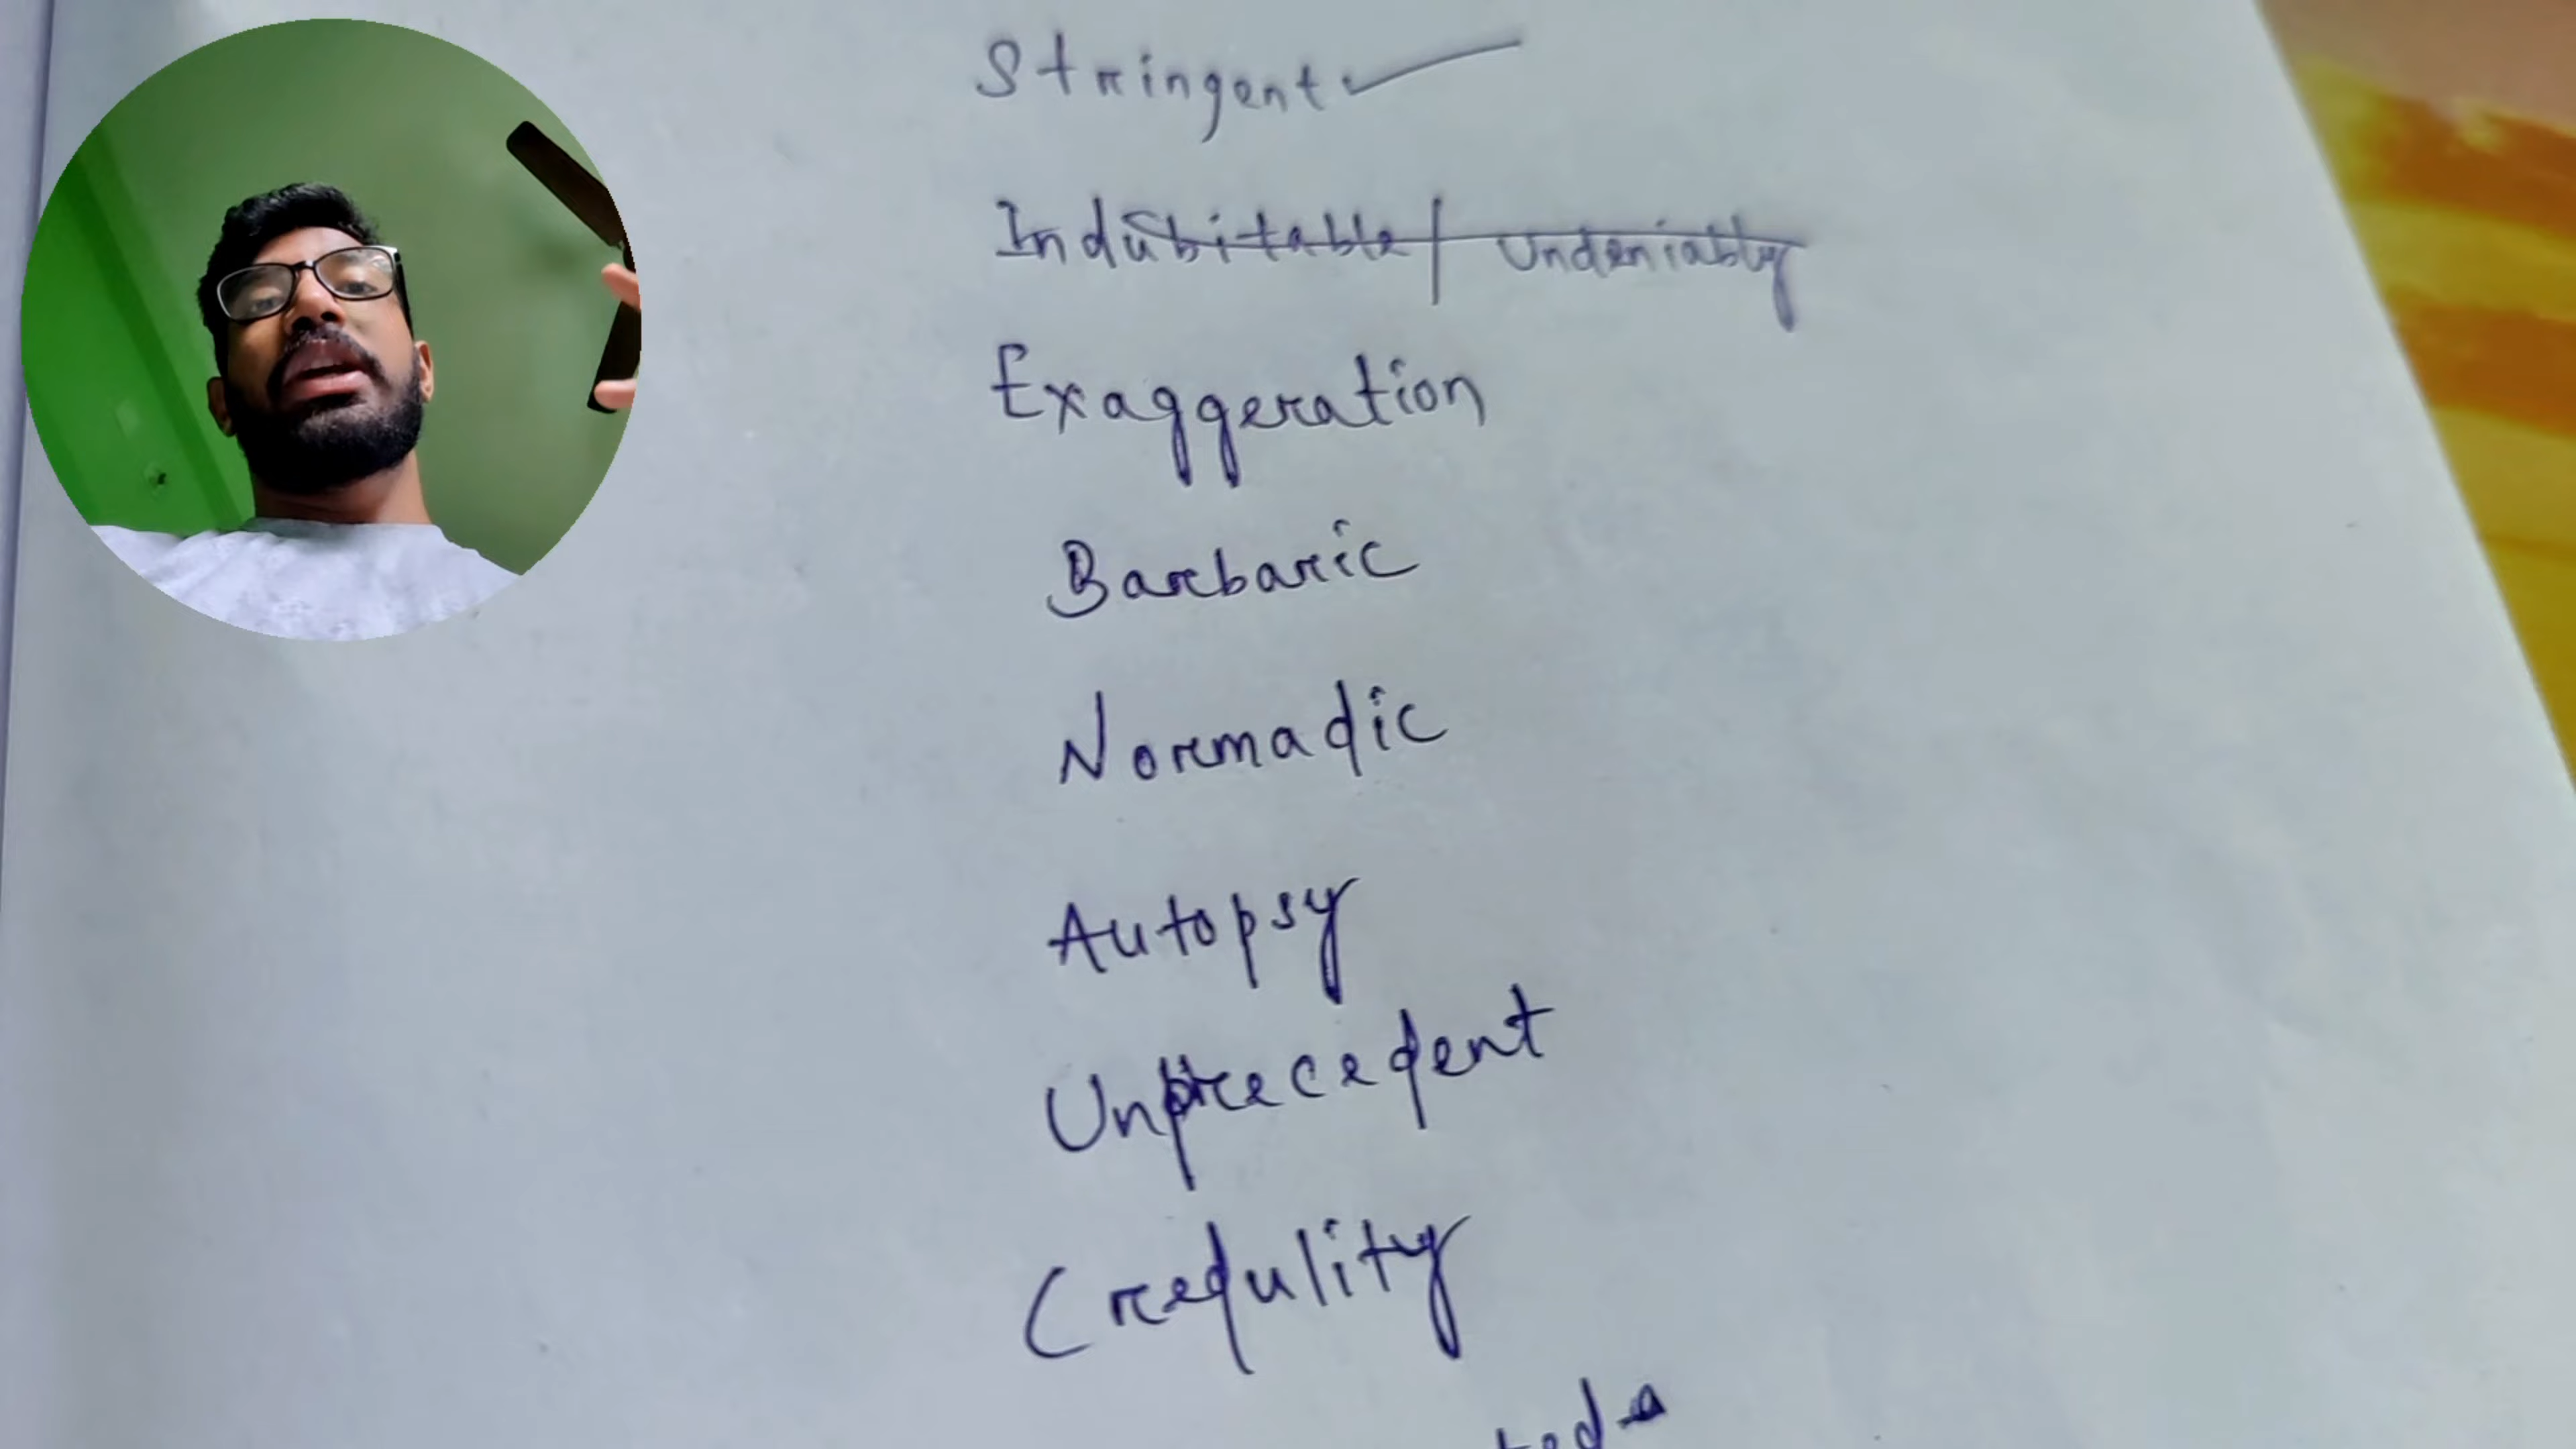 Stringent
Indubitable / Undeniably
Exaggeration
Barbaric
Normadic
Autopsy
Unprecedent
Credulity